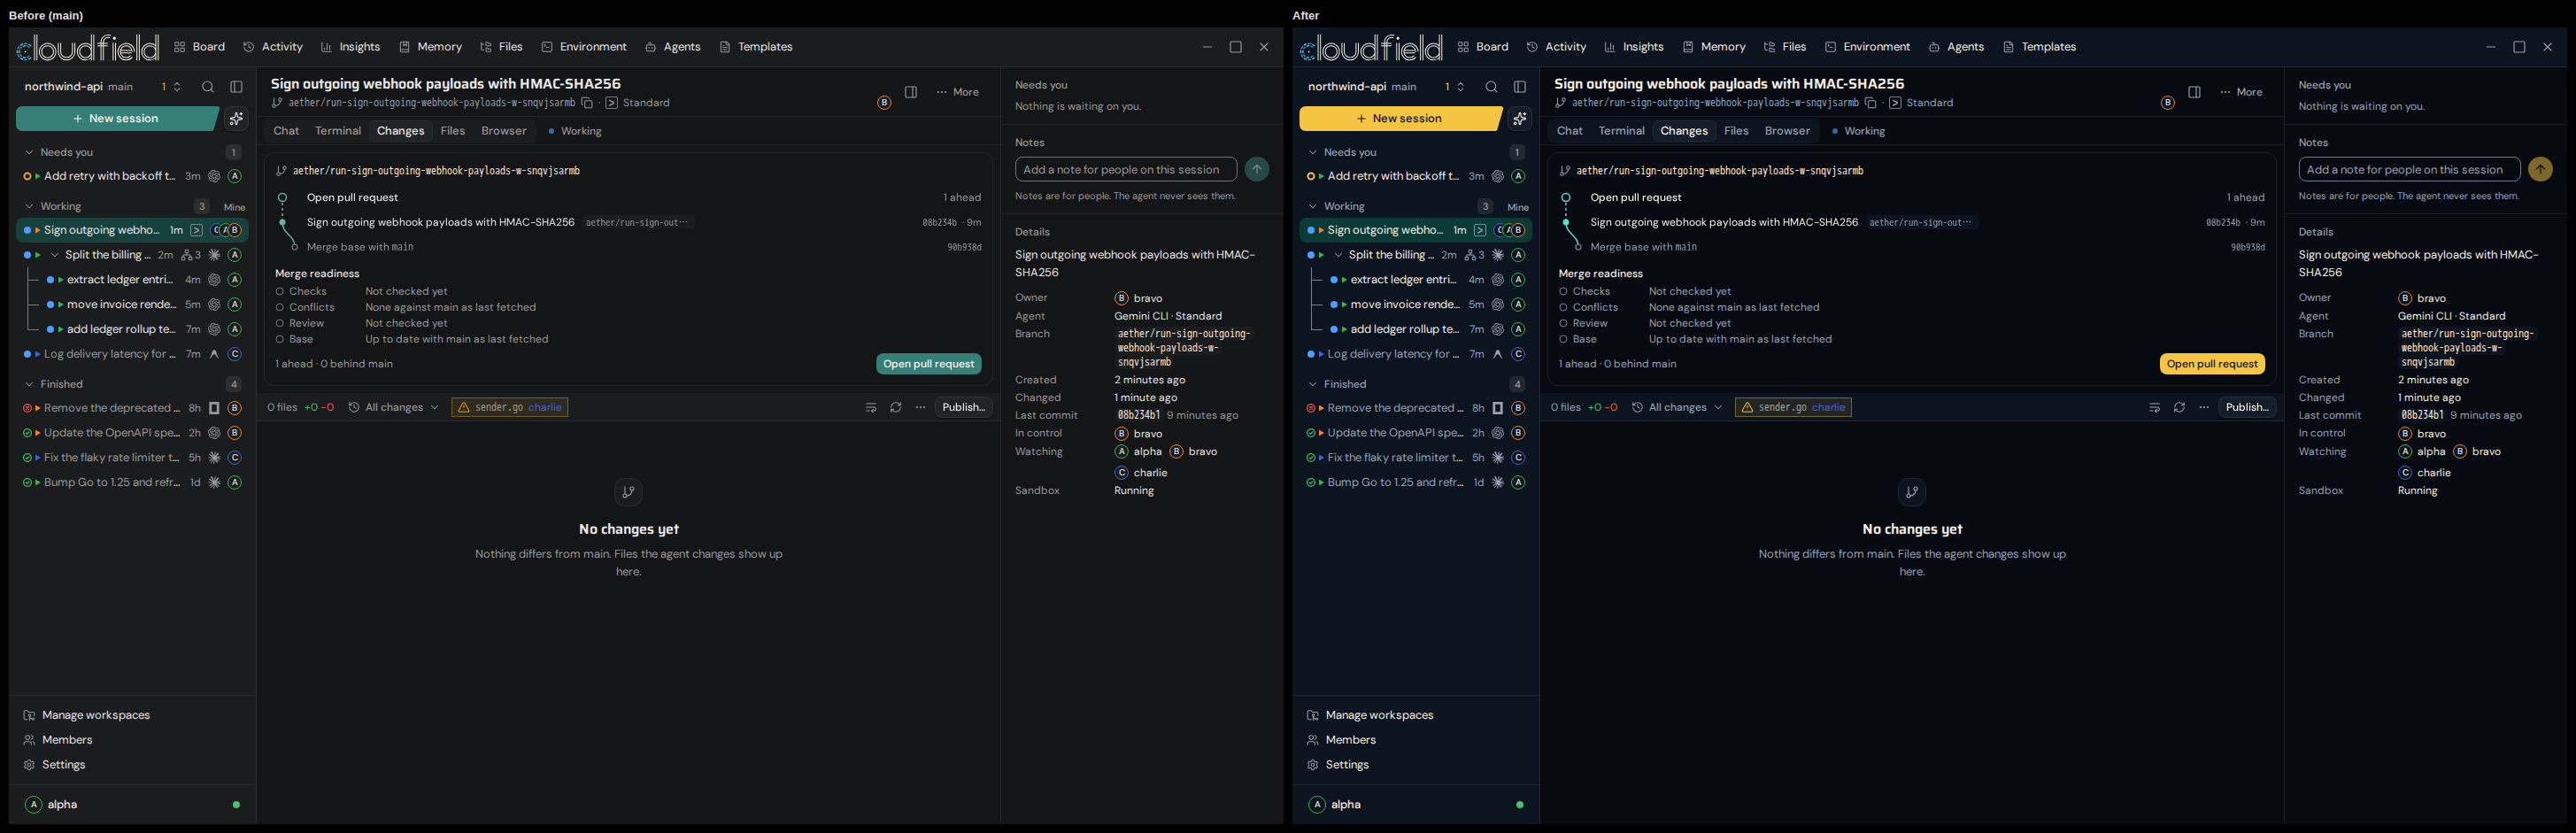 Before (main)
cloudfield Board Activity Insights Memory Files Environment Agents Templates
northwind-api main 1
New session
Needs you 1
Add retry with backoff t... 3m A
Working 3 Mine
Sign outgoing webho... 1m B
Split the billing ... 2m 3 A
extract ledger entri... 4m A
move invoice rende... 5m A
add ledger rollup te... 7m A
Log delivery latency for ... 7m C
Finished 4
Remove the deprecated ... 8h B
Update the OpenAPI spe... 2h B
Fix the flaky rate limiter t... 5h C
Bump Go to 1.25 and refr... 1d A
Manage workspaces
Members
Settings
A alpha
Sign outgoing webhook payloads with HMAC-SHA256
aether/run-sign-outgoing-webhook-payloads-w-snqvjsarmb · Standard
B ... More
Chat Terminal Changes Files Browser Working
aether/run-sign-outgoing-webhook-payloads-w-snqvjsarmb
Open pull request 1 ahead
Sign outgoing webhook payloads with HMAC-SHA256 aether/run-sign-out... 08b234b · 9m
Merge base with main 90b938d
Merge readiness
Checks Not checked yet
Conflicts None against main as last fetched
Review Not checked yet
Base Up to date with main as last fetched
1 ahead · 0 behind main Open pull request
0 files +0 -0 All changes sender.go charlie ... Publish...
No changes yet
Nothing differs from main. Files the agent changes show up
here.
Needs you
Nothing is waiting on you.
Notes
Add a note for people on this session
Notes are for people. The agent never sees them.
Details
Sign outgoing webhook payloads with HMAC-
SHA256
Owner B bravo
Agent Gemini CLI · Standard
Branch aether/run-sign-outgoing-
webhook-payloads-w-
snqvjsarmb
Created 2 minutes ago
Changed 1 minute ago
Last commit 08b234b1 9 minutes ago
In control B bravo
Watching A alpha B bravo
C charlie
Sandbox Running
After
cloudfield Board Activity Insights Memory Files Environment Agents Templates
northwind-api main 1
New session
Needs you 1
Add retry with backoff t... 3m A
Working 3 Mine
Sign outgoing webho... 1m B
Split the billing ... 2m 3 A
extract ledger entri... 4m A
move invoice rende... 5m A
add ledger rollup te... 7m A
Log delivery latency for ... 7m C
Finished 4
Remove the deprecated ... 8h B
Update the OpenAPI spe... 2h B
Fix the flaky rate limiter t... 5h C
Bump Go to 1.25 and refr... 1d A
Manage workspaces
Members
Settings
A alpha
Sign outgoing webhook payloads with HMAC-SHA256
aether/run-sign-outgoing-webhook-payloads-w-snqvjsarmb · Standard
B ... More
Chat Terminal Changes Files Browser Working
aether/run-sign-outgoing-webhook-payloads-w-snqvjsarmb
Open pull request 1 ahead
Sign outgoing webhook payloads with HMAC-SHA256 aether/run-sign-out... 08b234b · 9m
Merge base with main 90b938d
Merge readiness
Checks Not checked yet
Conflicts None against main as last fetched
Review Not checked yet
Base Up to date with main as last fetched
1 ahead · 0 behind main Open pull request
0 files +0 -0 All changes sender.go charlie ... Publish...
No changes yet
Nothing differs from main. Files the agent changes show up
here.
Needs you
Nothing is waiting on you.
Notes
Add a note for people on this session
Notes are for people. The agent never sees them.
Details
Sign outgoing webhook payloads with HMAC-
SHA256
Owner B bravo
Agent Gemini CLI · Standard
Branch aether/run-sign-outgoing-
webhook-payloads-w-
snqvjsarmb
Created 2 minutes ago
Changed 1 minute ago
Last commit 08b234b1 9 minutes ago
In control B bravo
Watching A alpha B bravo
C charlie
Sandbox Running